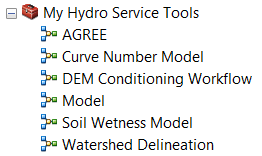 My Hydro Service Tools
AGREE
Curve Number Model
DEM Conditioning Workflow
Model
Soil Wetness Model
Watershed Delineation